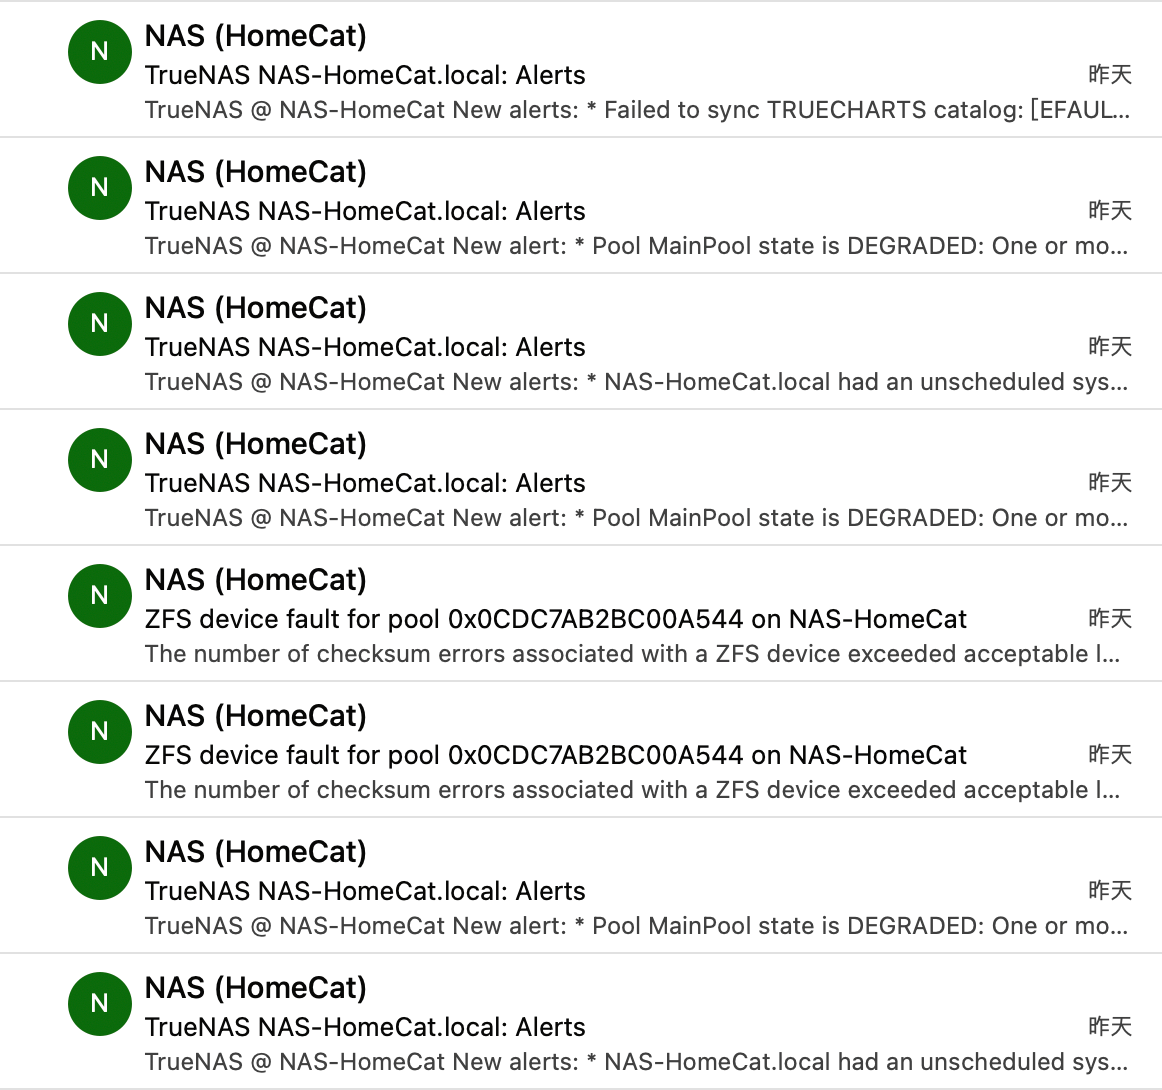 N
NAS (HomeCat)
TrueNAS NAS-HomeCat.local: Alerts 昨天
TrueNAS @ NAS-HomeCat New alerts: * Failed to sync TRUECHARTS catalog: [EFAUL...
N
NAS (HomeCat)
TrueNAS NAS-HomeCat.local: Alerts 昨天
TrueNAS @ NAS-HomeCat New alert: * Pool MainPool state is DEGRADED: One or mo...
N
NAS (HomeCat)
TrueNAS NAS-HomeCat.local: Alerts 昨天
TrueNAS @ NAS-HomeCat New alerts: * NAS-HomeCat.local had an unscheduled sys...
N
NAS (HomeCat)
TrueNAS NAS-HomeCat.local: Alerts 昨天
TrueNAS @ NAS-HomeCat New alert: * Pool MainPool state is DEGRADED: One or mo...
N
NAS (HomeCat)
ZFS device fault for pool 0x0CDC7AB2BC00A544 on NAS-HomeCat 昨天
The number of checksum errors associated with a ZFS device exceeded acceptable l...
N
NAS (HomeCat)
ZFS device fault for pool 0x0CDC7AB2BC00A544 on NAS-HomeCat 昨天
The number of checksum errors associated with a ZFS device exceeded acceptable l...
N
NAS (HomeCat)
TrueNAS NAS-HomeCat.local: Alerts 昨天
TrueNAS @ NAS-HomeCat New alert: * Pool MainPool state is DEGRADED: One or mo...
N
NAS (HomeCat)
TrueNAS NAS-HomeCat.local: Alerts 昨天
TrueNAS @ NAS-HomeCat New alerts: * NAS-HomeCat.local had an unscheduled sys...